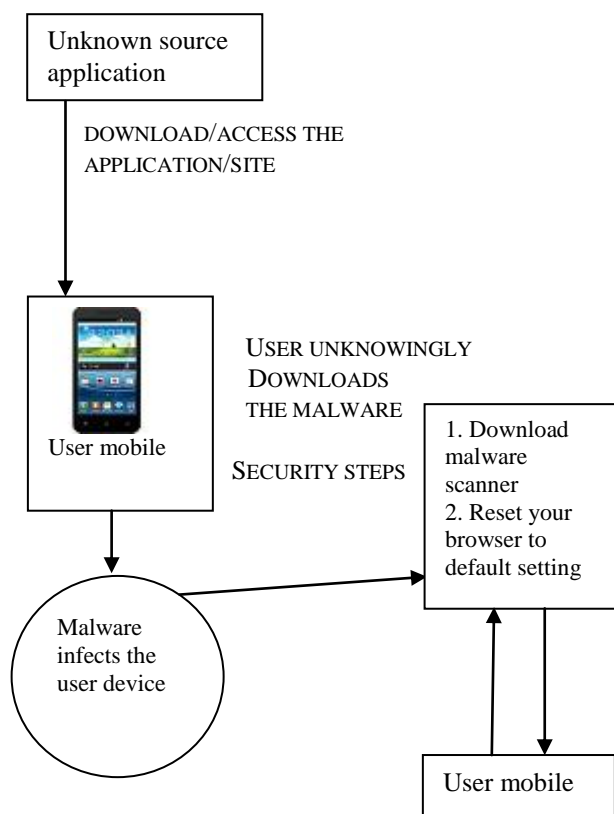 Unknown source
application
DOWNLOAD/ACCESS THE
APPLICATION/SITE
USER UNKNOWINGLY
DOWNLOADS
THE MALWARE
User mobile
SECURITY STEPS
1. Download
malware
scanner
2. Reset your
browser to
default setting
Malware
infects the
user device
User mobile